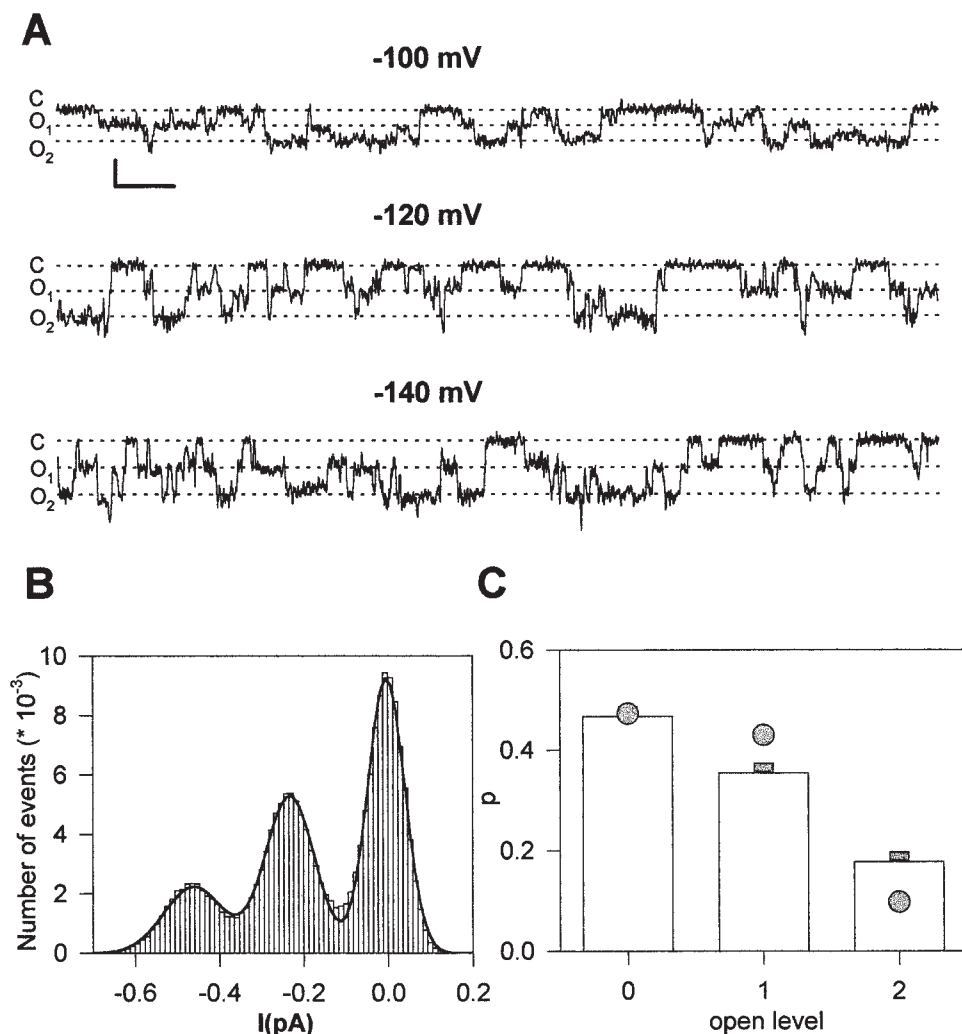 A
-100 mV
C
O1
O2
-120 mV
C
O1
O2
-140 mV
C
O1
O2
B
C
Number of events (* 10-3)
10
8
6
4
2
0
-0.6 -0.4 -0.2 0.0 0.2
I(pA)
p
0.6
0.4
0.2
0.0
0 1 2
open level